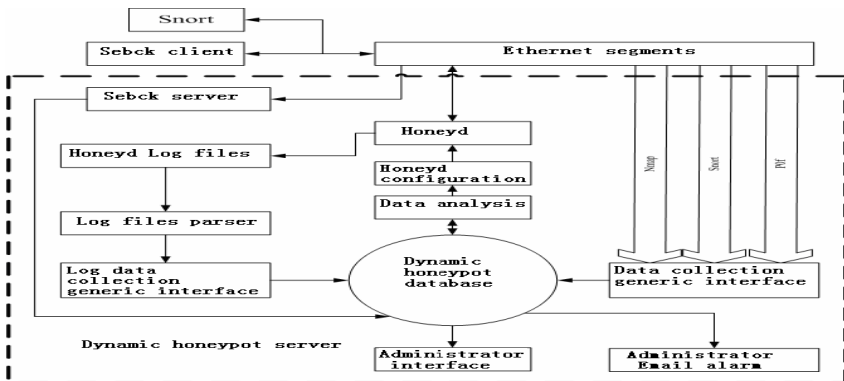 Snort
Sebck client
Ethernet segments
Sebck server
Honeyd
Honeyd Log files
Honeyd
configuration
Nmap
Snort
P0f
Data analysis
Log files parser
Dynamic
honeypot
database
Log data
collection
generic interface
Data collection
generic interface
Dynamic honeypot server
Administrator
interface
Administrator
Email alarm